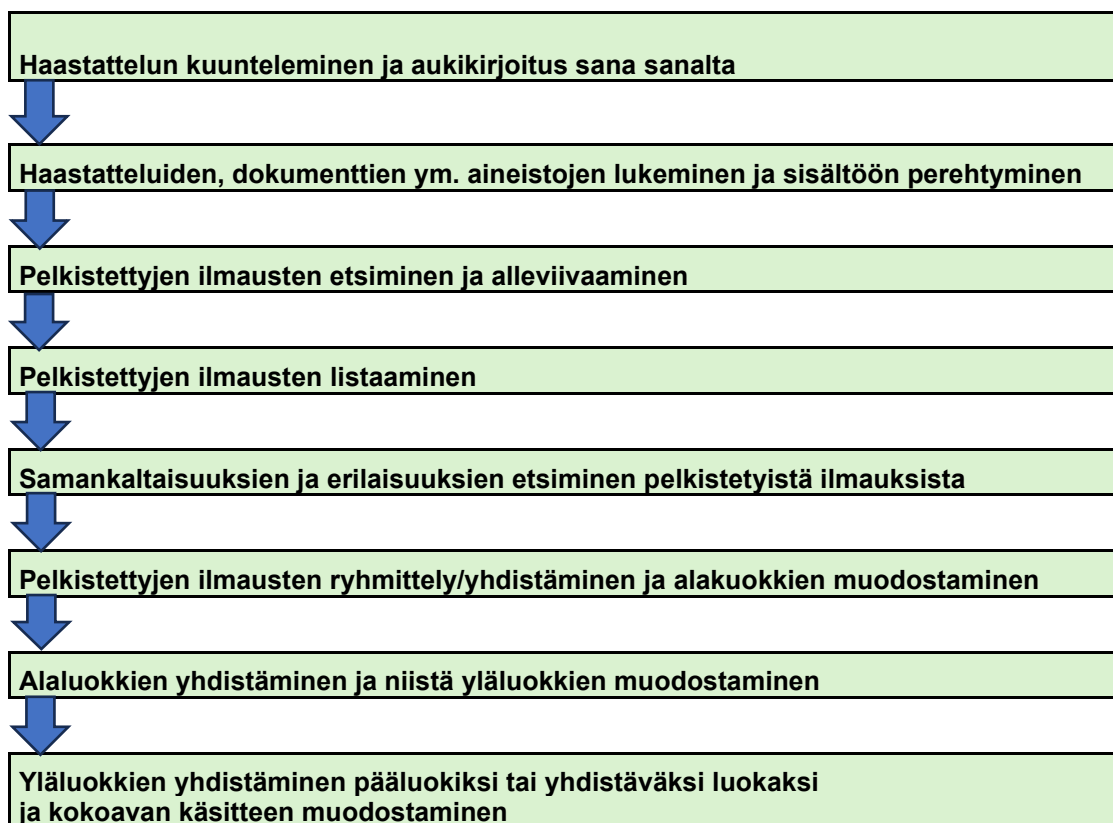 Haastattelun kuunteleminen ja aukikirjoitus sana sanalta
Haastatteluiden, dokumenttien ym. aineistojen lukeminen ja sisältöön perehtyminen
Pelkistettyjen ilmausten etsiminen ja alleviivaaminen
Pelkistettyjen ilmausten listaaminen
Samankaltaisuuksien ja erilaisuuksien etsiminen pelkistetyistä ilmauksista
Pelkistettyjen ilmausten ryhmittely/yhdistäminen ja alakuokkien muodostaminen
Alaluokkien yhdistäminen ja niistä yläluokkien muodostaminen
Yläluokkien yhdistäminen pääluokiksi tai yhdistäväksi luokaksi
ja kokoavan käsitteen muodostaminen